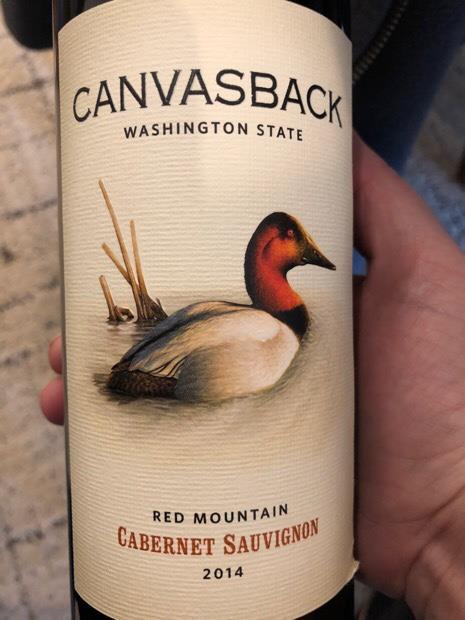 CANVASBACK
WASHINGTON STATE
RED MOUNTAIN
CABERNET SAUVIGNON
2014